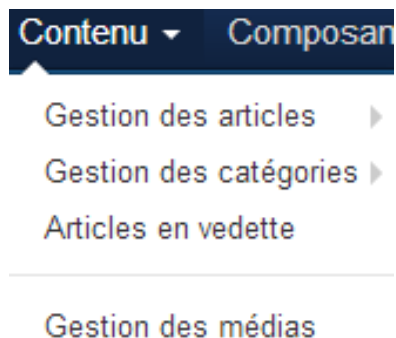 Contenu Composan
Gestion des articles
Gestion des catégories
Articles en vedette
Gestion des médias